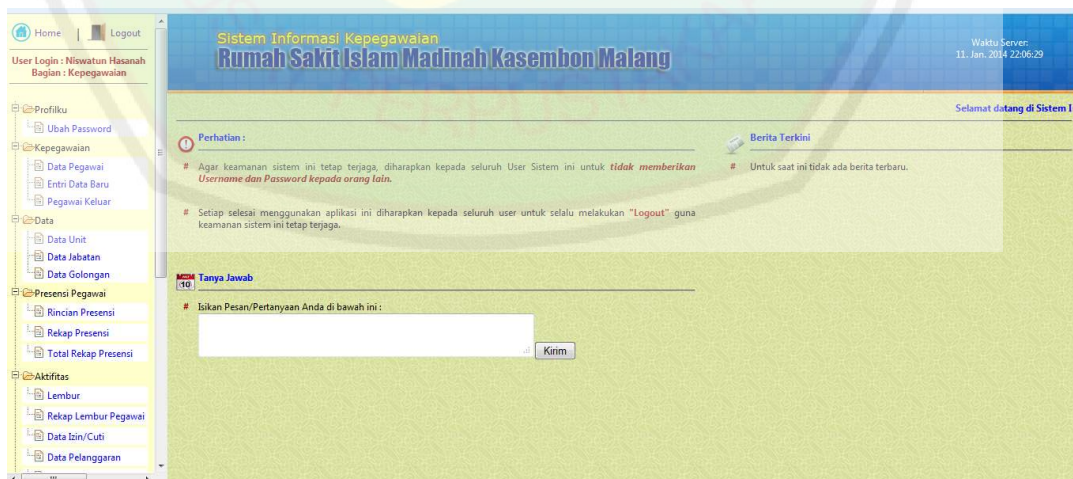 Home | Logout
User Login : Niswatun Hasanah
Bagian : Kepegawaian
Profilku
Ubah Password
Kepegawaian
Data Pegawai
Entri Data Baru
Pegawai Keluar
Data
Data Unit
Data Jabatan
Data Golongan
Presensi Pegawai
Rincian Presensi
Rekap Presensi
Total Rekap Presensi
Aktifitas
Lembur
Rekap Lembur Pegawai
Data Izin/Cuti
Data Pelanggaran
Sistem Informasi Kepegawaian
Rumah Sakit Islam Madinah Kasembon Malang
Waktu Server:
11. Jan. 2014 22:06:29
Selamat datang di Sistem I
Perhatian :
# Agar keamanan sistem ini tetap terjaga, diharapkan kepada seluruh User Sistem ini untuk tidak memberikan
Username dan Password kepada orang lain.
# Setiap selesai menggunakan aplikasi ini diharapkan kepada seluruh user untuk selalu melakukan "Logout" guna
keamanan sistem ini tetap terjaga.
Berita Terkini
# Untuk saat ini tidak ada berita terbaru.
10
Tanya Jawab
# Isikan Pesan/Pertanyaan Anda di bawah ini :
Kirim